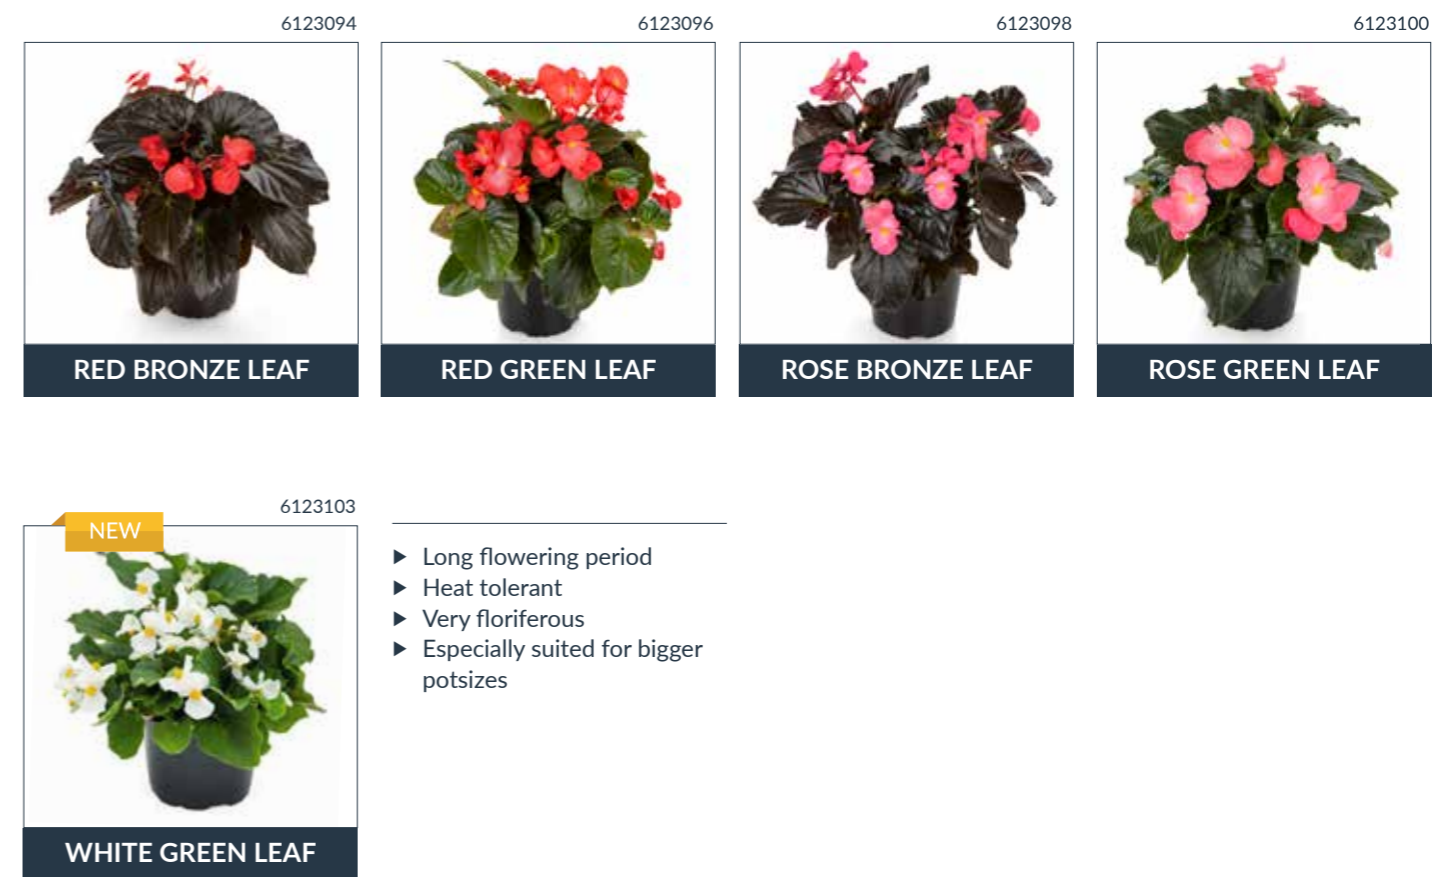 6123094
6123096
6123098
6123100
RED BRONZE LEAF
RED GREEN LEAF
ROSE BRONZE LEAF
ROSE GREEN LEAF
6123103
NEW
WHITE GREEN LEAF
▶ Long flowering period
▶ Heat tolerant
▶ Very floriferous
▶ Especially suited for bigger
potsizes